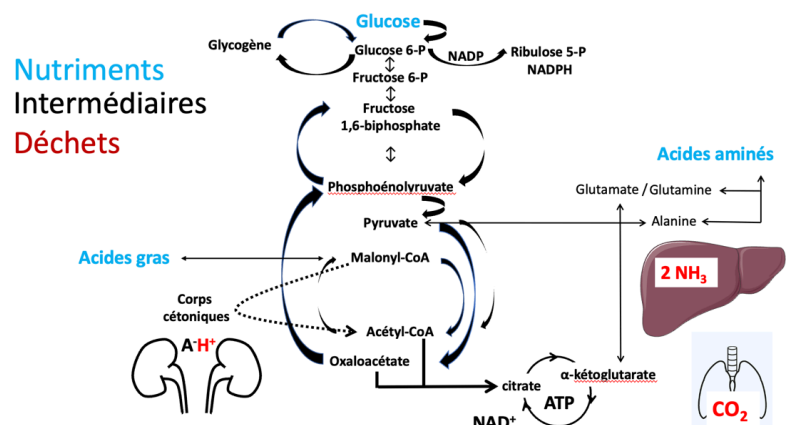 Glucose
Glycogène
Glucose 6-P
NADP
Ribulose 5-P
NADPH
Nutriments
Intermédiaires
Déchets
Fructose 6-P
Fructose
1,6-biphosphate
Acides aminés
Phosphoénolyruvate
Glutamate / Glutamine
Pyruvate
Alanine
Acides gras
Malonyl-CoA
2 NH₃
Corps
cétoniques
Acétyl-CoA
A⁻H⁺
Oxaloacétate
citrate
α-kétoglutarate
ATP
CO₂
NAD⁺